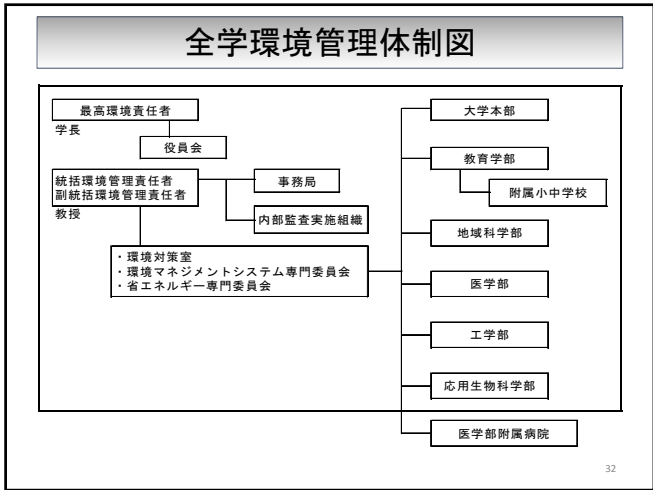 全学環境管理体制図
最高環境責任者
学長
役員会
統括環境管理責任者
副統括環境管理責任者
教授
事務局
内部監査実施組織
・環境対策室
・環境マネジメントシステム専門委員会
・省エネルギー専門委員会
大学本部
教育学部
附属小中学校
地域科学部
医学部
工学部
応用生物科学部
医学部附属病院
32